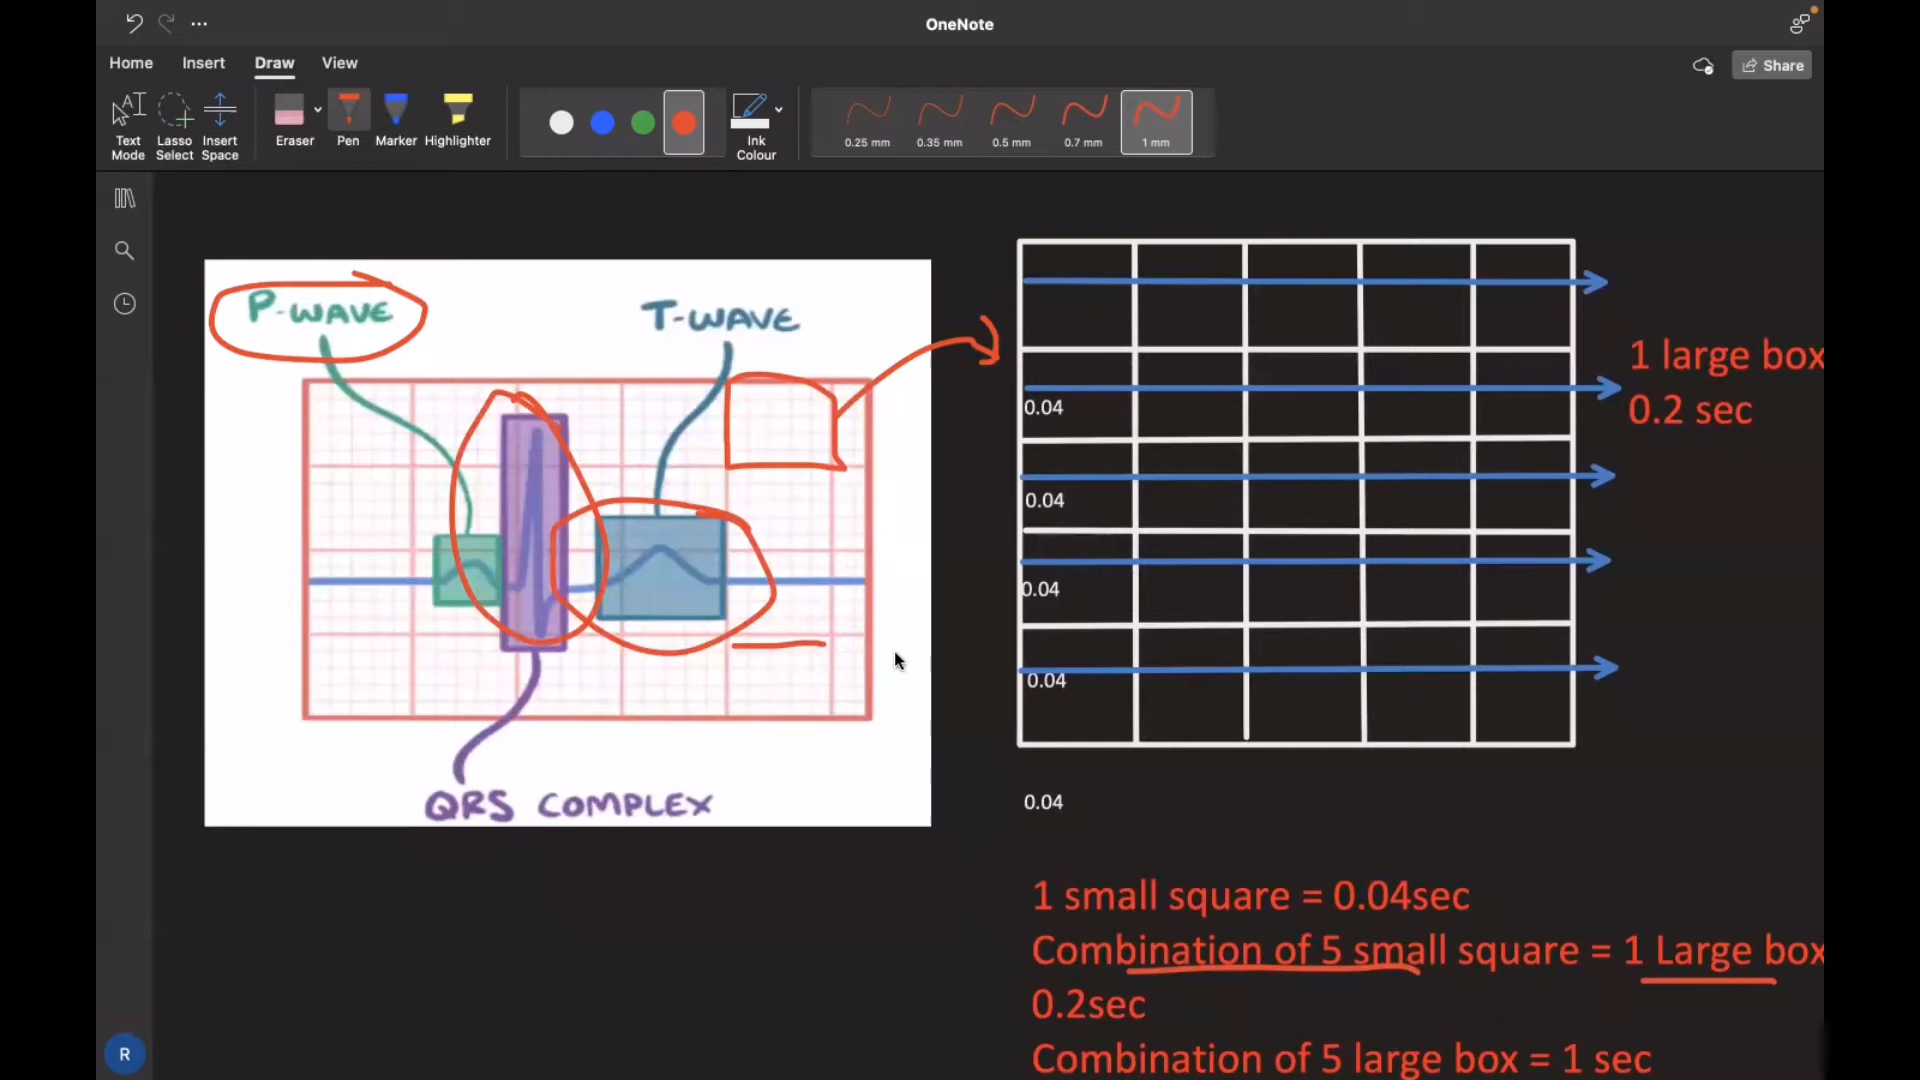 OneNote
Home Insert Draw View
Share
Text Mode
Lasso Select
Insert Space
Eraser
Pen
Marker
Highlighter
Ink Colour
0.25 mm
0.35 mm
0.5 mm
0.7 mm
1 mm
P-WAVE
T-WAVE
QRS COMPLEX
0.04
0.04
0.04
0.04
0.04
1 large box
0.2 sec
1 small square = 0.04sec
Combination of 5 small square = 1 Large box
0.2sec
Combination of 5 large box = 1 sec
R